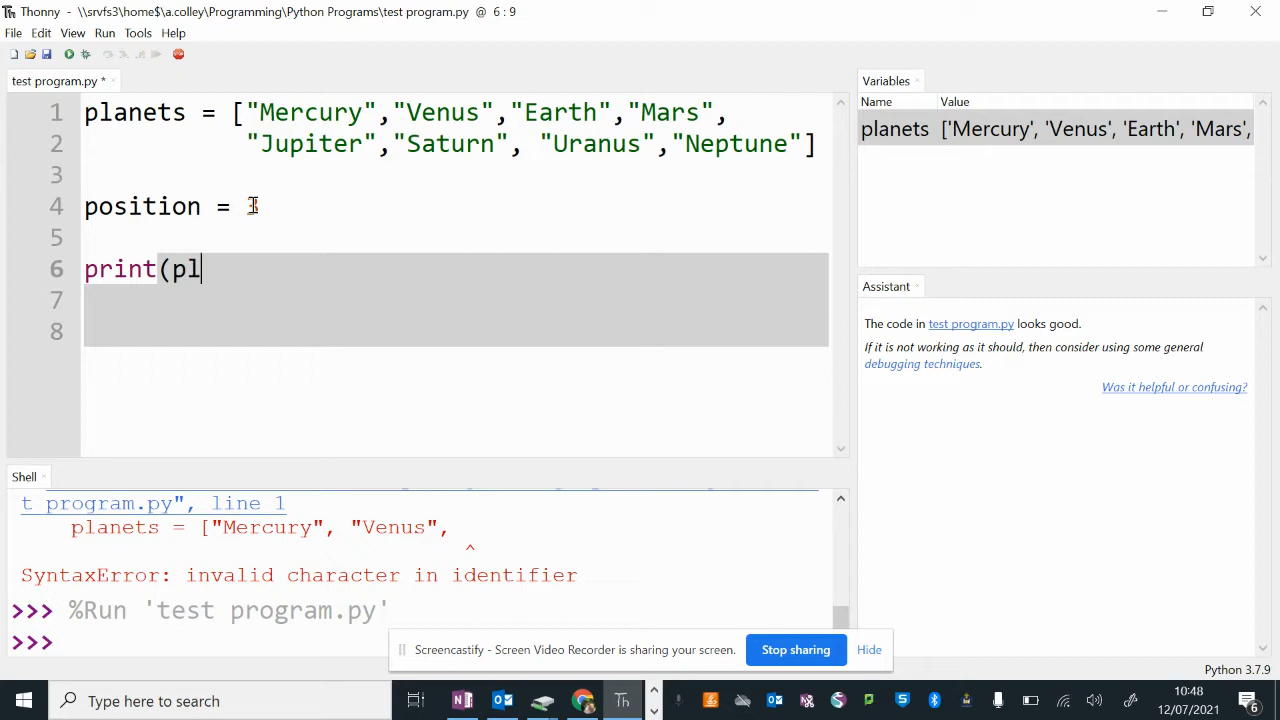 Thonny - \\srvfs3\home$\a.colley\Programming\Python Programs\test program.py @ 6 : 9
File Edit View Run Tools Help
test program.py *
1 planets = ["Mercury","Venus","Earth","Mars",
2 "Jupiter","Saturn", "Uranus","Neptune"]
3
4 position = 3
5
6 print(pl
7
8
Variables
Name Value
planets ['Mercury', 'Venus', 'Earth', 'Mars',
Assistant
The code in test program.py looks good.
If it is not working as it should, then consider using some general
debugging techniques.
Was it helpful or confusing?
Shell
t program.py", line 1
planets = ["Mercury", "Venus",
^
SyntaxError: invalid character in identifier
>>> %Run 'test program.py'
>>>
Screencastify - Screen Video Recorder is sharing your screen. Stop sharing Hide
Python 3.7.9
Type here to search
10:48
12/07/2021
6